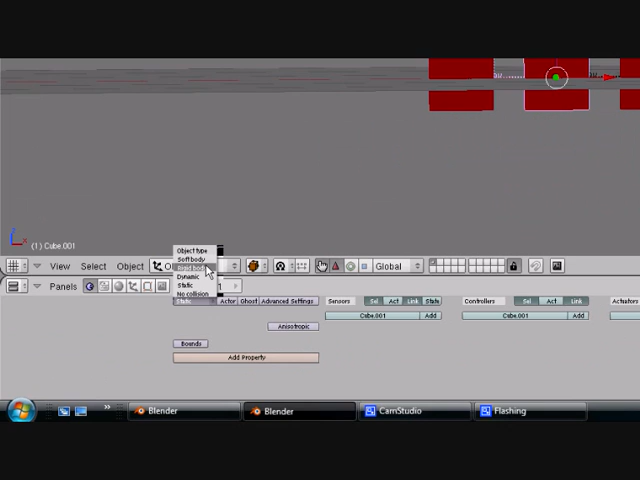 (1) Cube.001
View Select Object Global
Object type
Soft body
Rigid body
Dynamic
Static
No collision
Panels 1
Static Actor Ghost Advanced Settings Sensors Sel Act Link State Controllers Sel Act Link Actuators
Cube.001 Add Cube.001 Add
Anisotropic
Bounds
Add Property
Blender Blender CamStudio Flashing